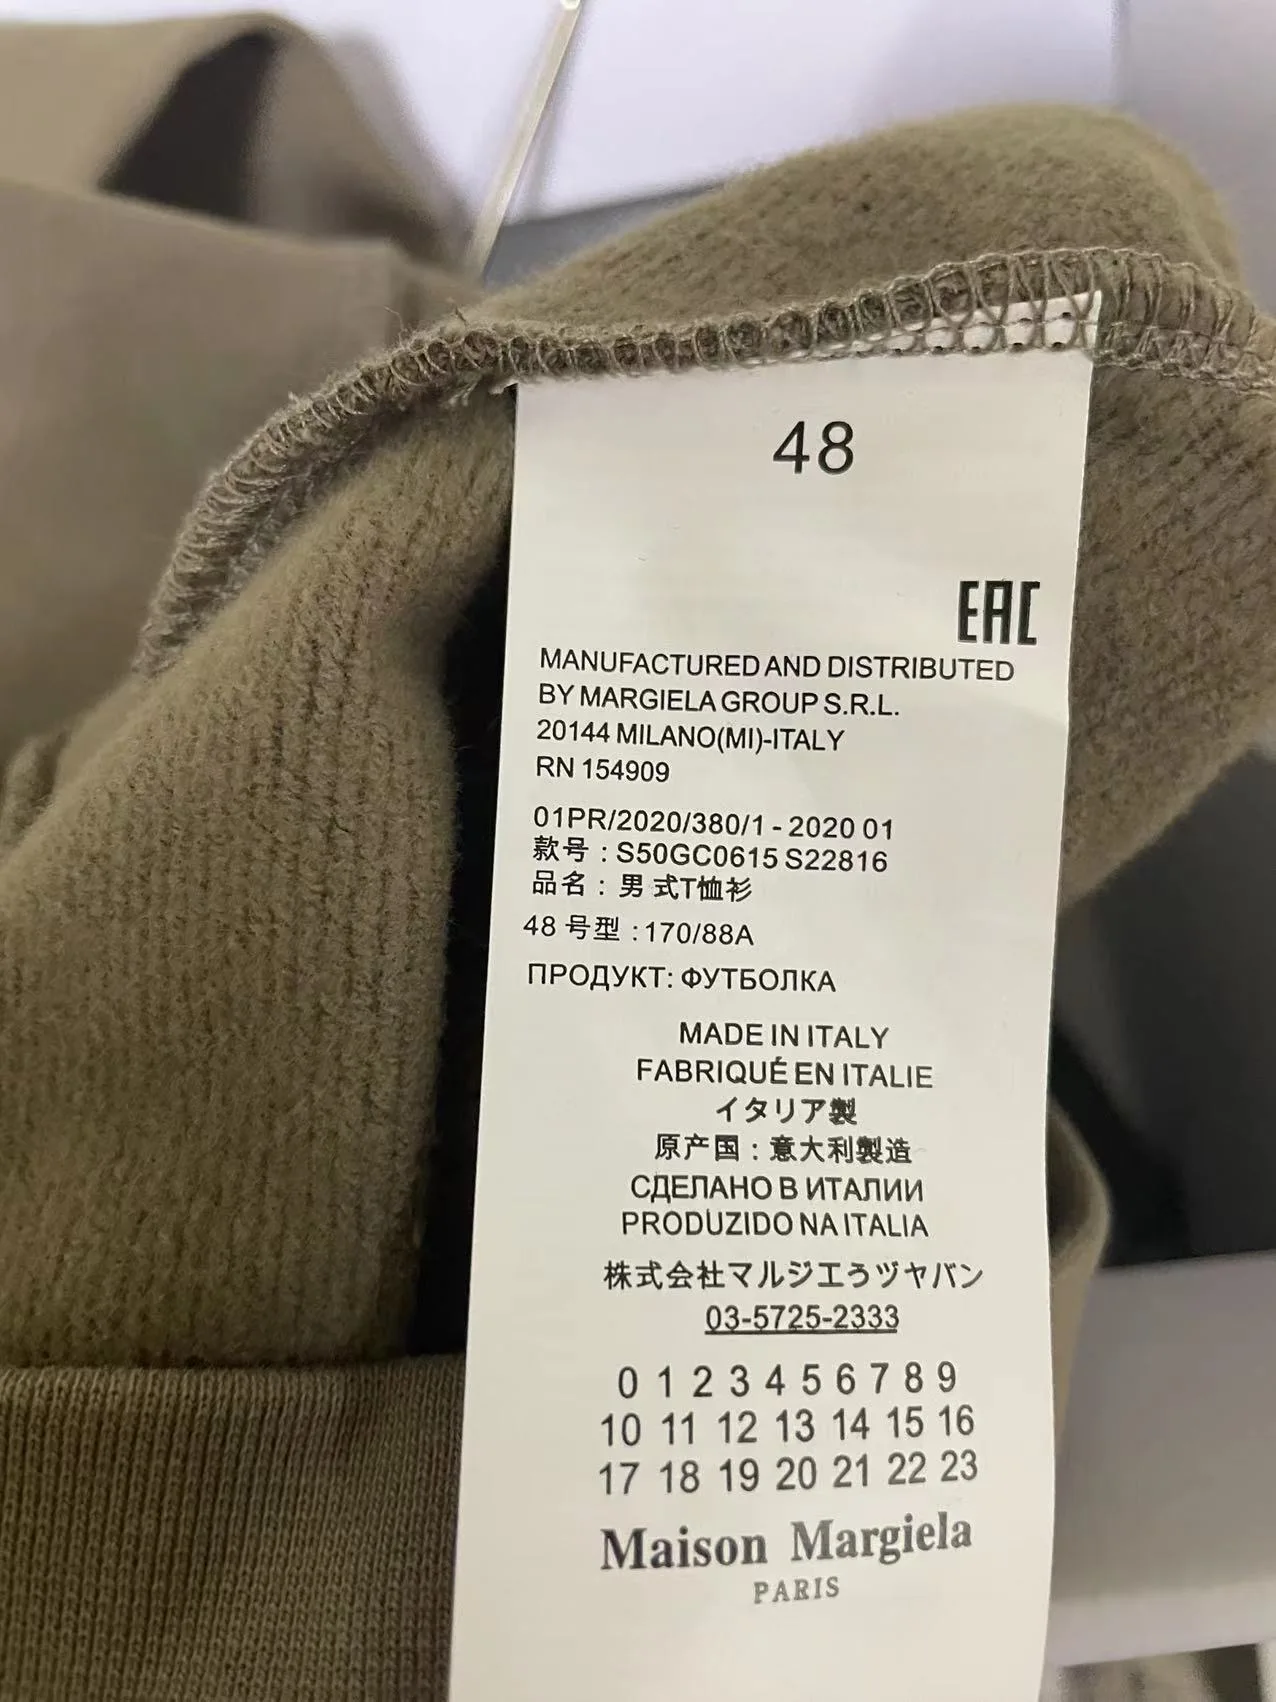 48
EAC
MANUFACTURED AND DISTRIBUTED
BY MARGIELA GROUP S.R.L.
20144 MILANO(MI)-ITALY
RN 154909
01PR/2020/380/1 - 2020 01
款号 : S50GC0615 S22816
品名 : 男 式T恤衫
48 号型 : 170/88A
ПРОДУКТ: ФУТБОЛКА
MADE IN ITALY
FABRIQUÉ EN ITALIE
イタリア製
原产国 : 意大利製造
СДЕЛАНО В ИТАЛИИ
PRODUZIDO NA ITALIA
株式会社マルジエうヅヤバン
03-5725-2333
0 1 2 3 4 5 6 7 8 9
10 11 12 13 14 15 16
17 18 19 20 21 22 23
Maison Margiela
PARIS